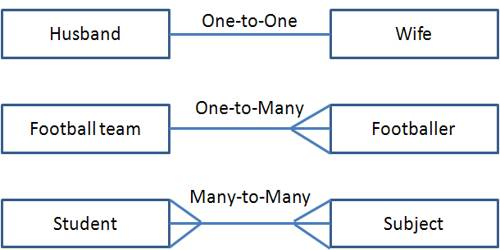 One-to-One
Husband
Wife
One-to-Many
Football team
Footballer
Many-to-Many
Student
Subject